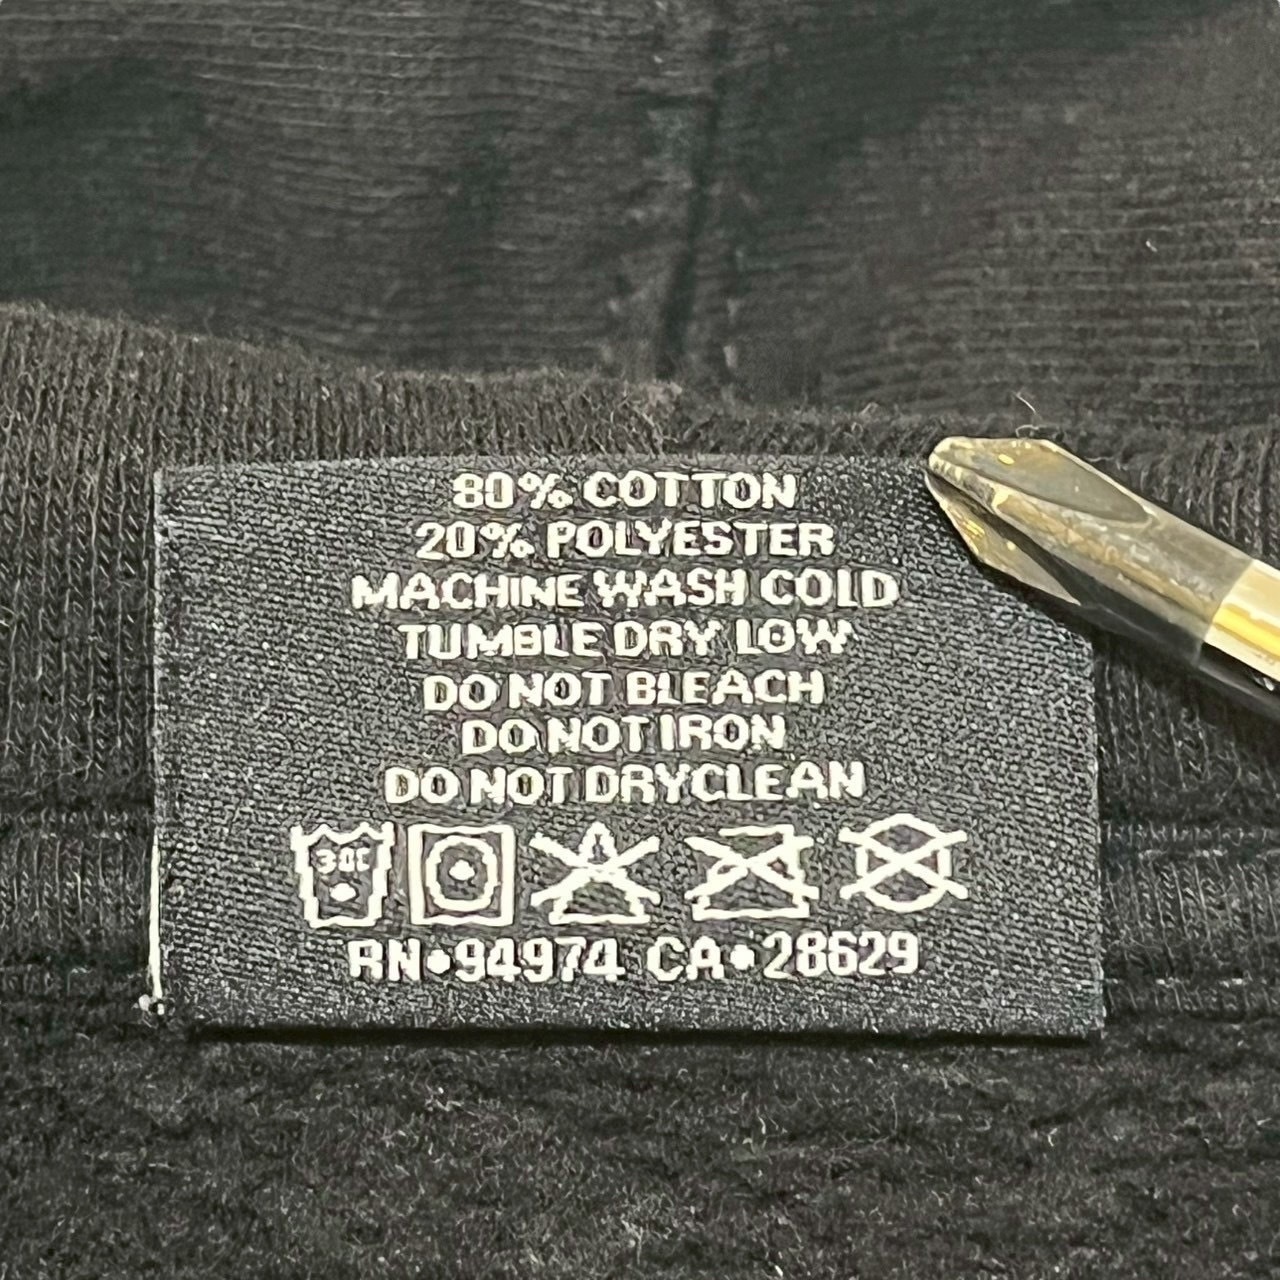 80% COTTON
20% POLYESTER
MACHINE WASH COLD
TUMBLE DRY LOW
DO NOT BLEACH
DO NOT IRON
DO NOT DRYCLEAN
30C
RN•94974 CA•28629